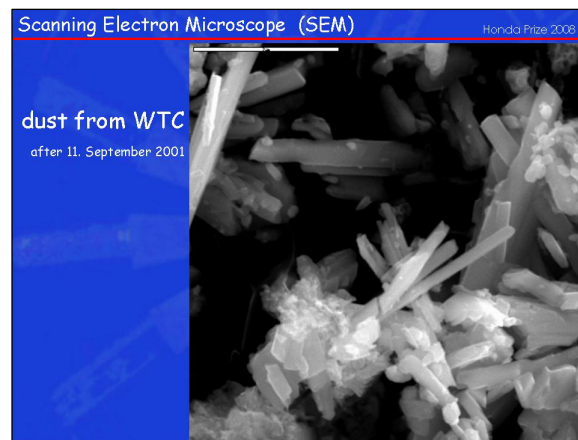 Scanning Electron Microscope (SEM)
Honda Prize 2008
dust from WTC
after 11. September 2001